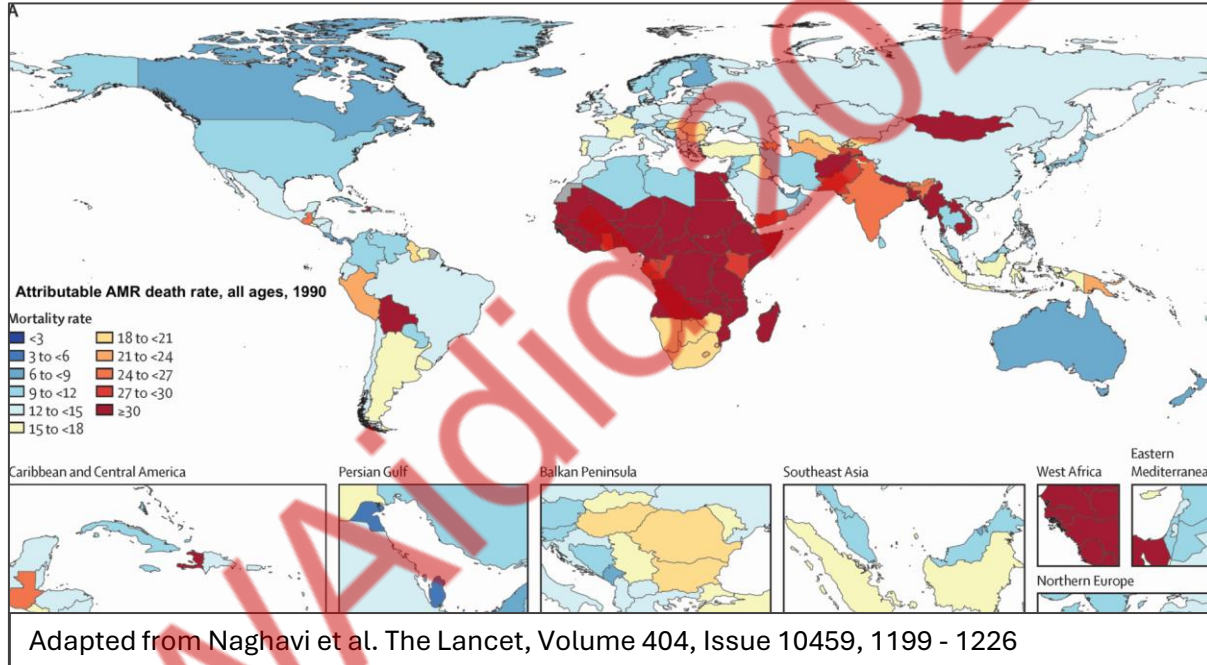 A
Attributable AMR death rate, all ages, 1990
Mortality rate
<3
3 to <6
6 to <9
9 to <12
12 to <15
15 to <18
18 to <21
21 to <24
24 to <27
27 to <30
≥30
Caribbean and Central America
Persian Gulf
Balkan Peninsula
Southeast Asia
West Africa
Eastern
Mediterranea
Northern Europe
Adapted from Naghavi et al. The Lancet, Volume 404, Issue 10459, 1199 - 1226